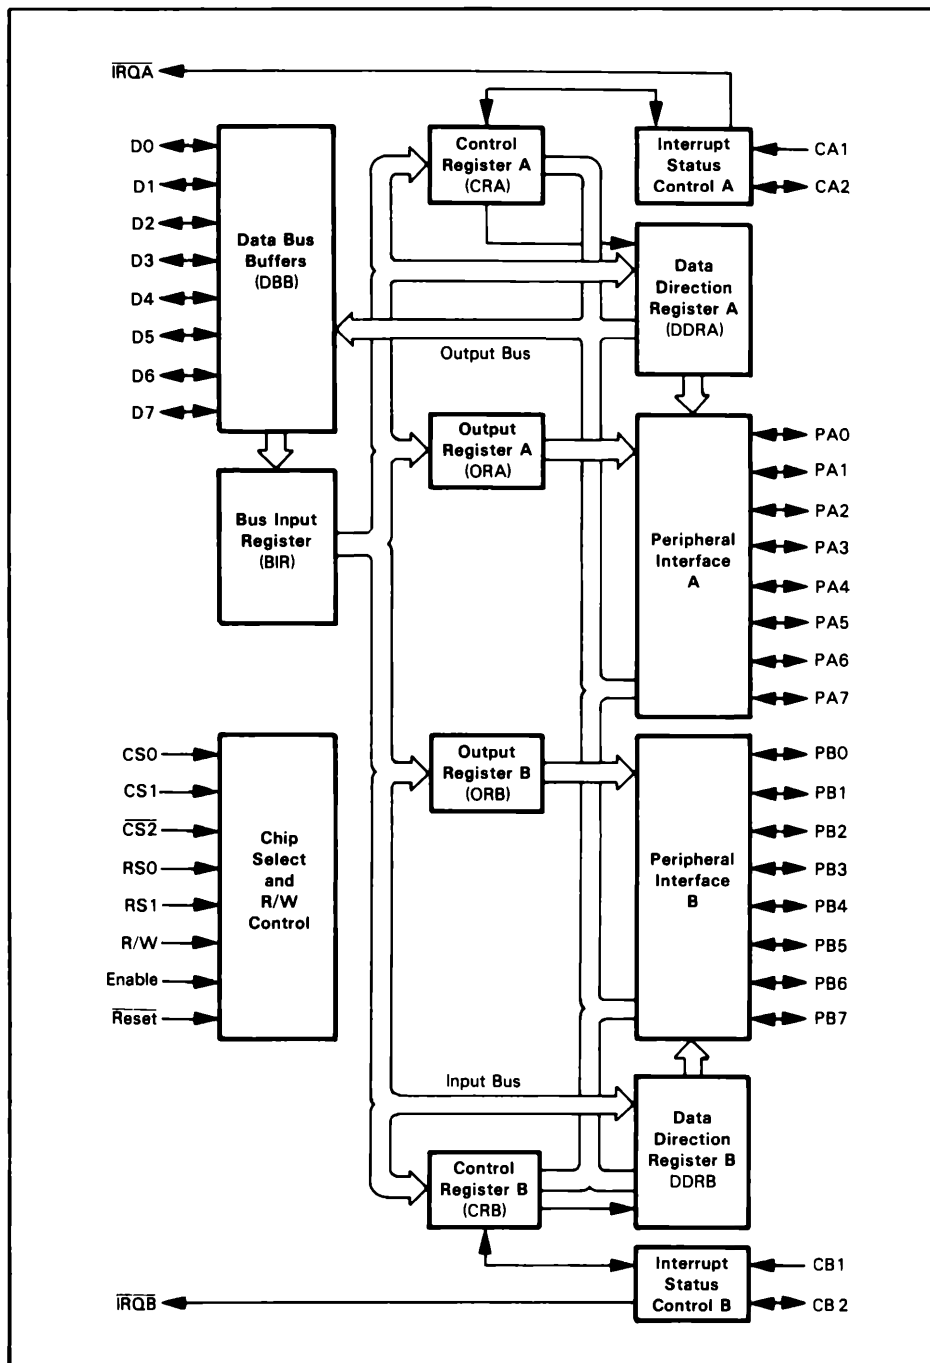 IRQA
D0
D1
D2
D3
D4
D5
D6
D7
Data Bus
Buffers
(DBB)
Control
Register A
(CRA)
Interrupt
Status
Control A
CA1
CA2
Data
Direction
Register A
(DDRA)
Output Bus
Output
Register A
(ORA)
Bus Input
Register
(BIR)
Peripheral
Interface
A
PA0
PA1
PA2
PA3
PA4
PA5
PA6
PA7
CS0
CS1
CS2
RS0
RS1
R/W
Enable
Reset
Chip
Select
and
R/W
Control
Output
Register B
(ORB)
Peripheral
Interface
B
PB0
PB1
PB2
PB3
PB4
PB5
PB6
PB7
Input Bus
Data
Direction
Register B
DDRB
Control
Register B
(CRB)
Interrupt
Status
Control B
CB1
CB2
IRQB